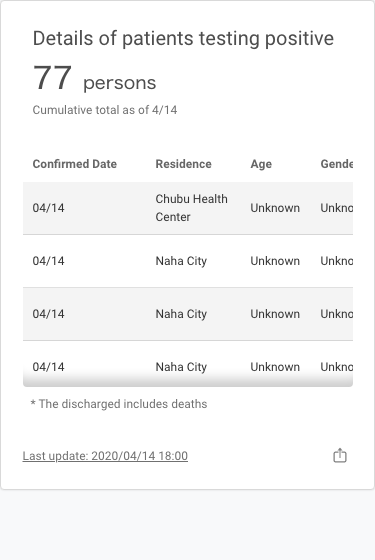 Details of patients testing positive
77 persons
Cumulative total as of 4/14
Confirmed Date Residence Age Gende
04/14 Chubu Health Center Unknown Unkno
04/14 Naha City Unknown Unkno
04/14 Naha City Unknown Unkno
04/14 Naha City Unknown Unkno
* The discharged includes deaths
Last update: 2020/04/14 18:00